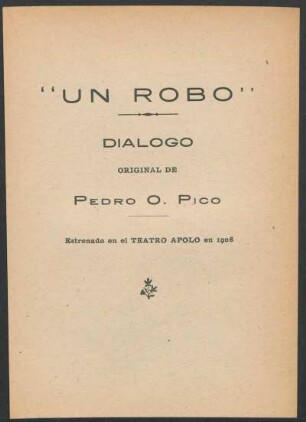 "UN ROBO"
DIALOGO
ORIGINAL DE
PEDRO O. PICO
Estrenado en el TEATRO APOLO en 1908